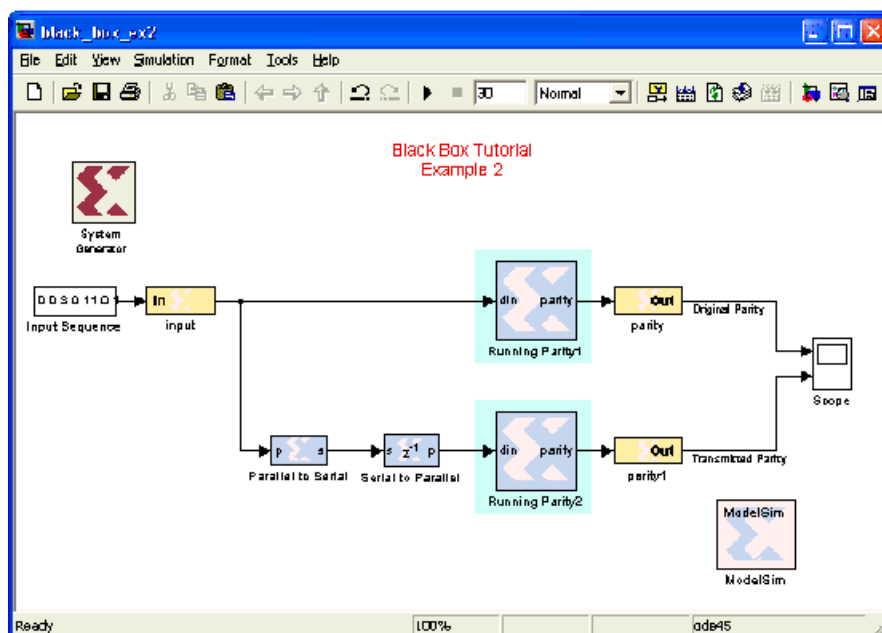 black_box_ex2
File Edit View Simulation Format Tools Help
30 Normal
Black Box Tutorial
Example 2
System
Generator
Input Sequence
In
input
din parity
Running Parity1
Out
parity
Original Parity
Scope
p s
Parallel to Serial
s z-1 p
Serial to Parallel
din parity
Running Parity2
Out
parity1
Transmitted Parity
ModelSim
ModelSim
Ready 100% ode45